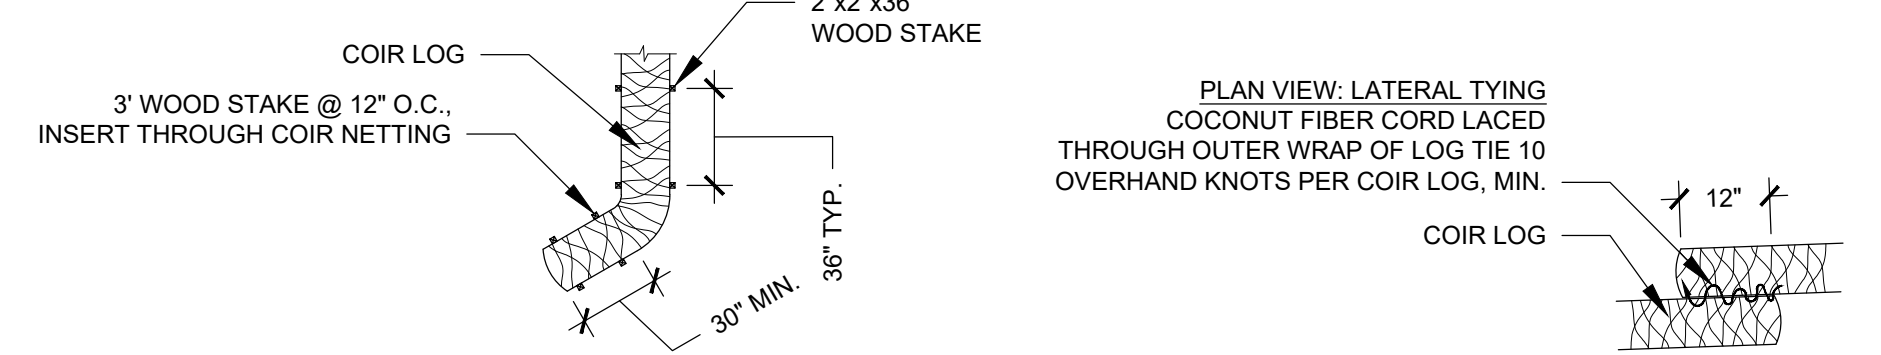 2"x2"x36"
WOOD STAKE
COIR LOG
3' WOOD STAKE @ 12" O.C.,
INSERT THROUGH COIR NETTING
36" TYP.
30" MIN.
PLAN VIEW: LATERAL TYING
COCONUT FIBER CORD LACED
THROUGH OUTER WRAP OF LOG TIE 10
OVERHAND KNOTS PER COIR LOG, MIN.
COIR LOG
12"